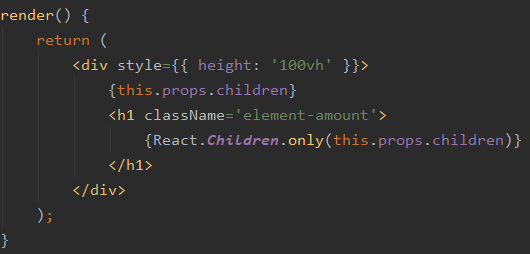 render() {
    return (
        <div style={{ height: '100vh' }}>
            {this.props.children}
            <h1 className='element-amount'>
                {React.Children.only(this.props.children)}
            </h1>
        </div>
    );
}